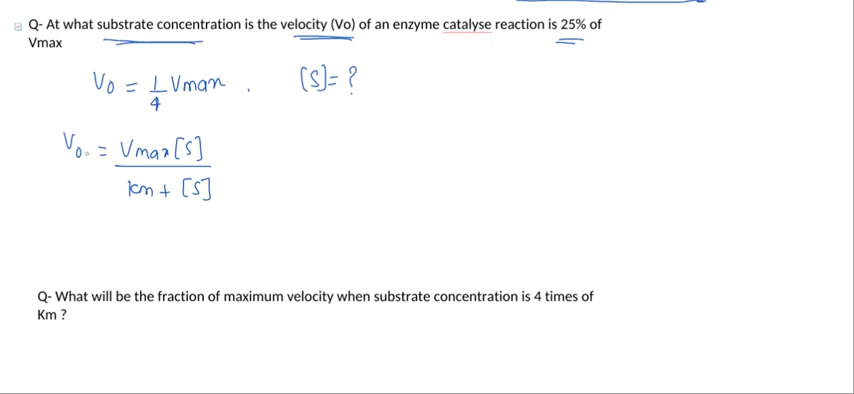 Q- At what substrate concentration is the velocity (Vo) of an enzyme catalyse reaction is 25% of
Vmax
V0 = 1/4 Vmax . [S] = ?
V0 = Vmax[S]
km + [S]
Q- What will be the fraction of maximum velocity when substrate concentration is 4 times of
Km ?